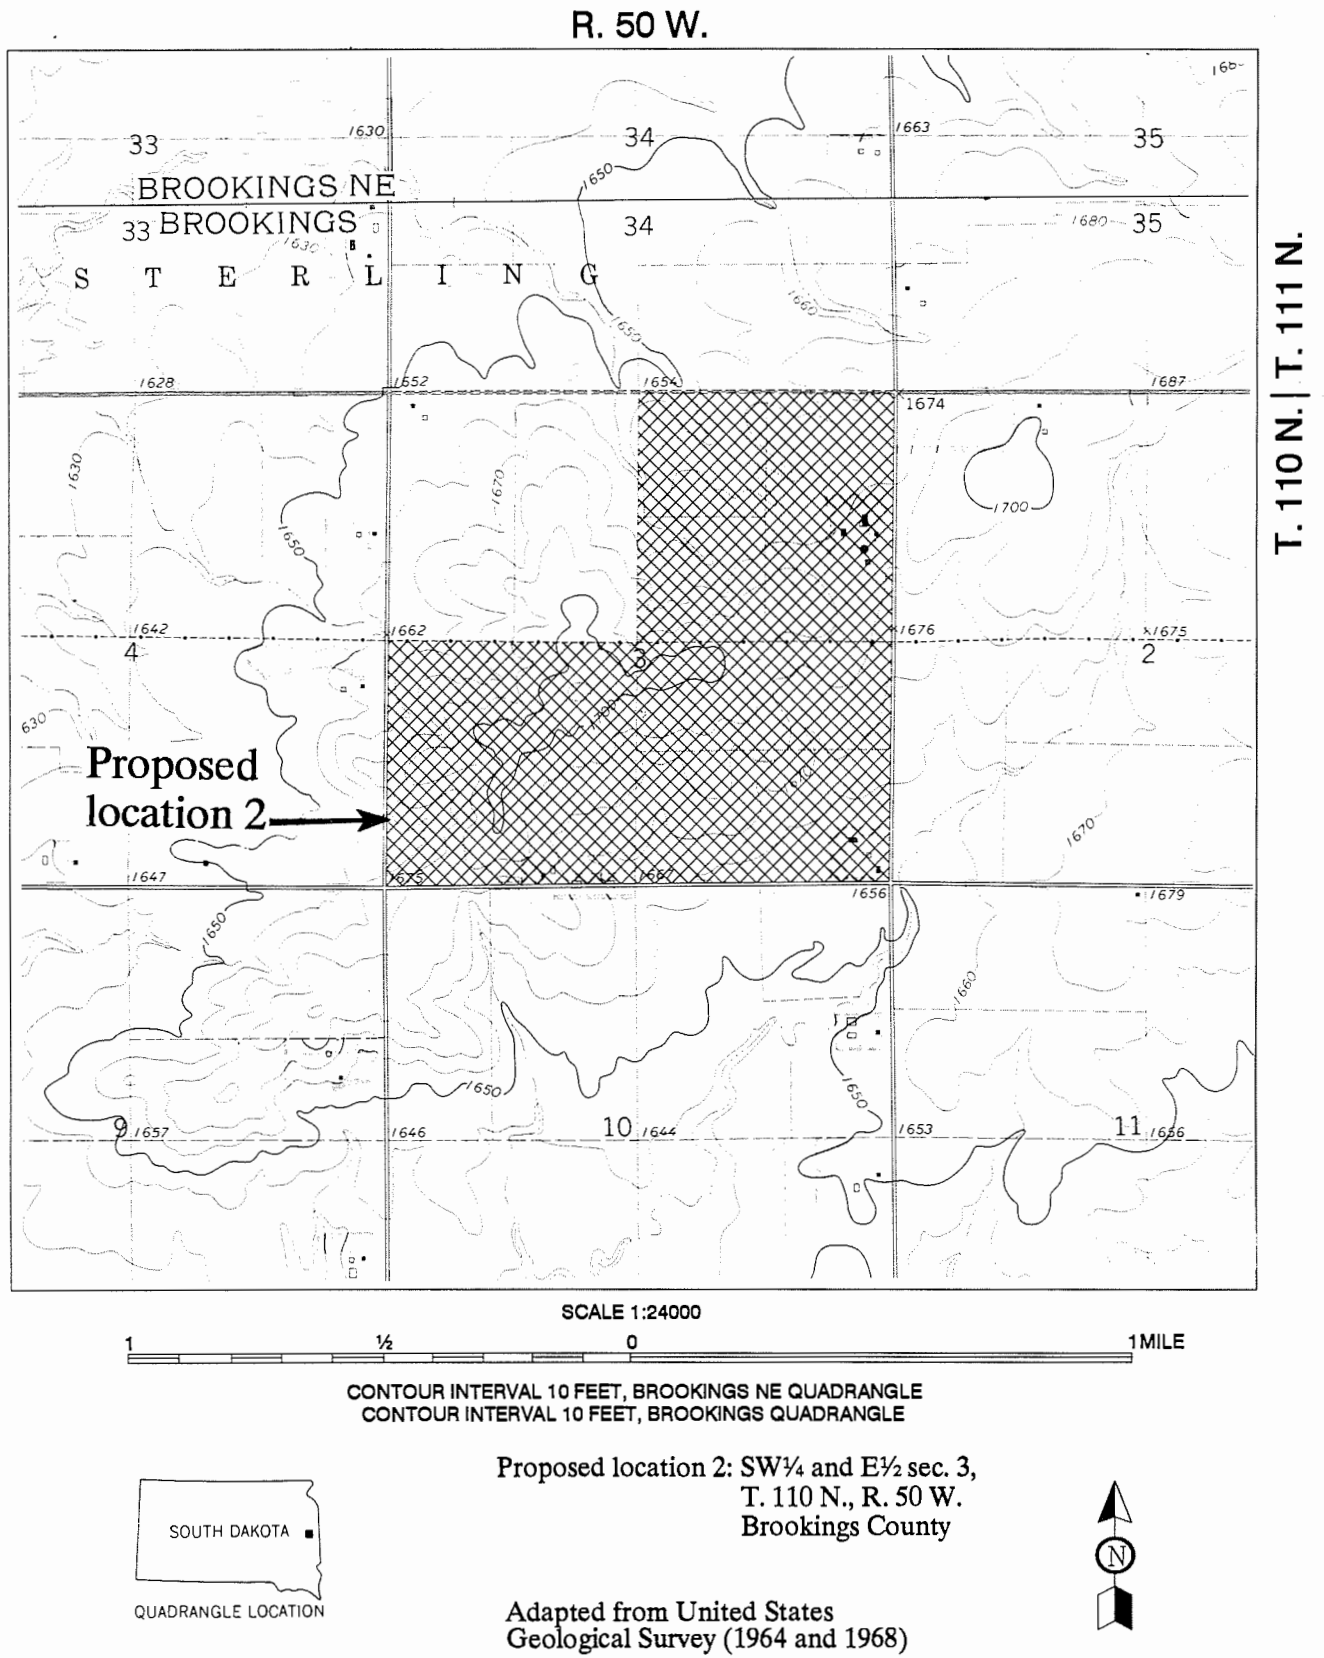 R. 50 W.
33 1630 34 1663 35
BROOKINGS NE 1650
33 BROOKINGS 34 1680 35
1630 B
S T E R L I N G
1660
1650
1628 1652 1654 1687
T. 110 N. | T. 111 N.
1674
1630 1670
1700
1650
1642 1662 1676 1675
4 3 2
630 1700
Proposed
location 2
1670
1647 1675 1667 1656 1679
1650
1660
1650 1650
9 1657 1646 10 1644 1653 11 1656
SCALE 1:24000
1 ½ 0 1 MILE
CONTOUR INTERVAL 10 FEET, BROOKINGS NE QUADRANGLE
CONTOUR INTERVAL 10 FEET, BROOKINGS QUADRANGLE
Proposed location 2: SW¼ and E½ sec. 3,
T. 110 N., R. 50 W.
Brookings County
SOUTH DAKOTA
QUADRANGLE LOCATION
N
Adapted from United States
Geological Survey (1964 and 1968)